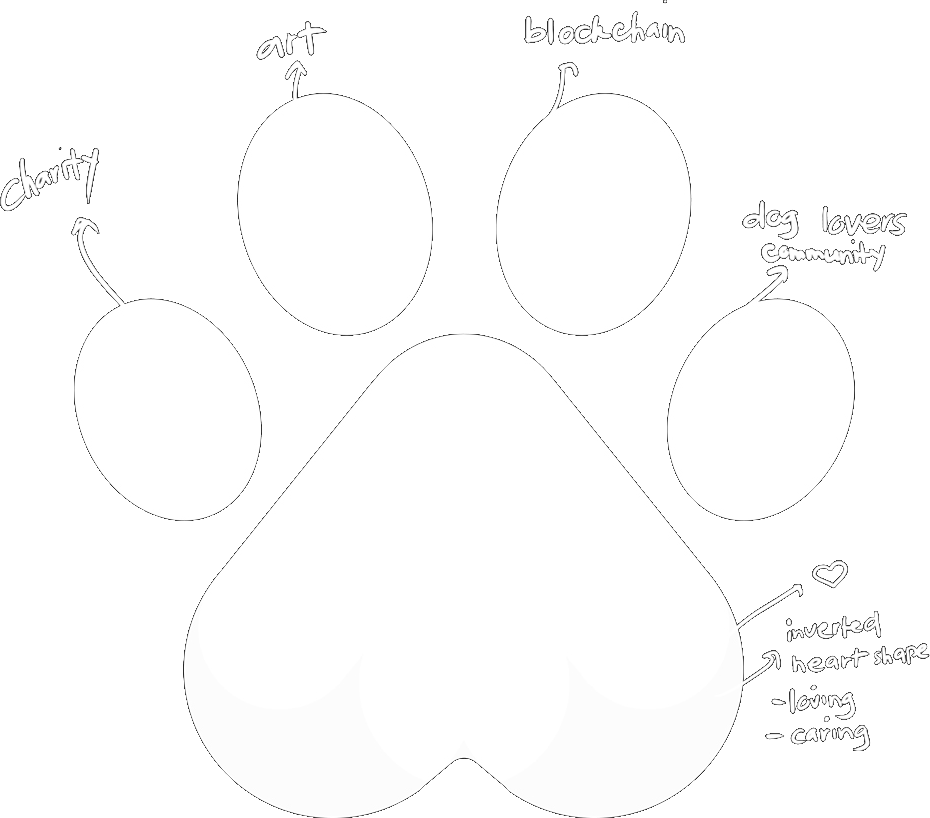 art
blockchain
charity
dog lovers
community
inverted
heart shape
-loving
- caring